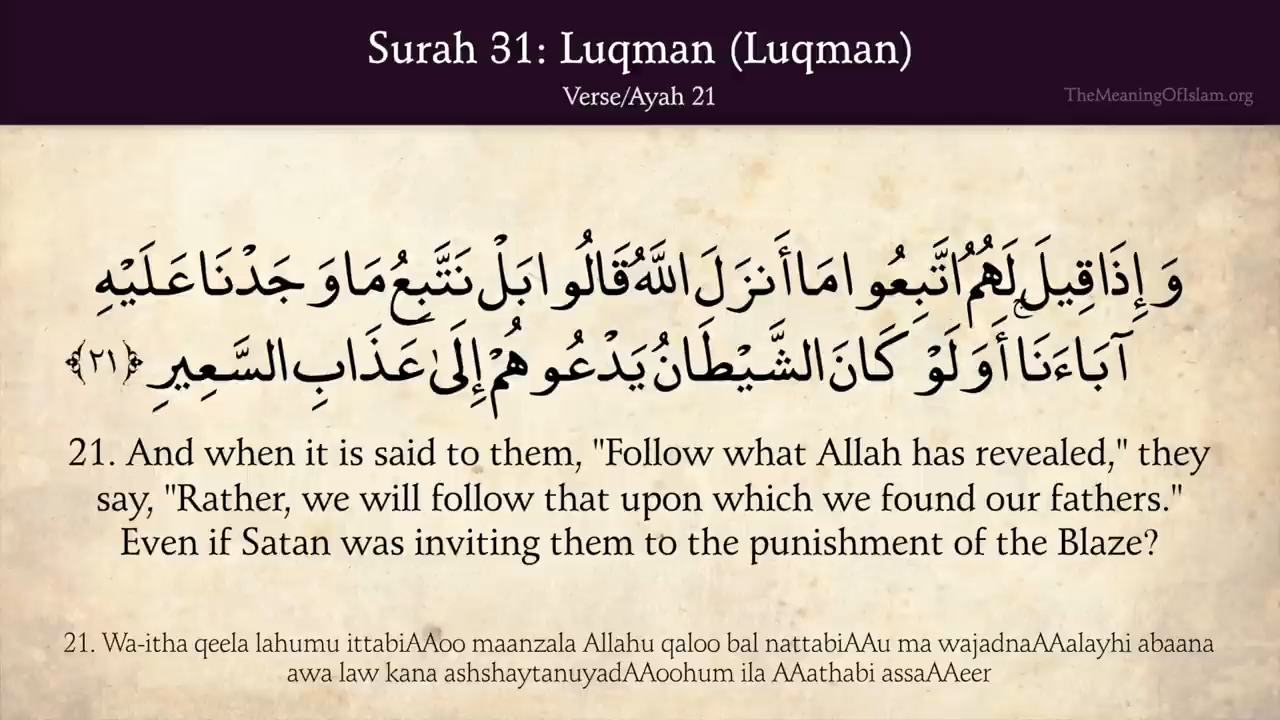 Surah 31: Luqman (Luqman)
Verse/Ayah 21
TheMeaningOfIslam.org
وَإِذَا قِيلَ لَهُمُ اتَّبِعُوا مَا أَنزَلَ اللَّهُ قَالُوا بَلْ نَتَّبِعُ مَا وَجَدْنَا عَلَيْهِ
آبَاءَنَا ۚ أَوَلَوْ كَانَ الشَّيْطَانُ يَدْعُوهُمْ إِلَىٰ عَذَابِ السَّعِيرِ ﴿٢١﴾
21. And when it is said to them, "Follow what Allah has revealed," they
say, "Rather, we will follow that upon which we found our fathers."
Even if Satan was inviting them to the punishment of the Blaze?
21. Wa-itha qeela lahumu ittabiAAoo maanzala Allahu qaloo bal nattabiAAu ma wajadnaAAalayhi abaana
awa law kana ashshaytanuyadAAoohum ila AAathabi assaAAeer